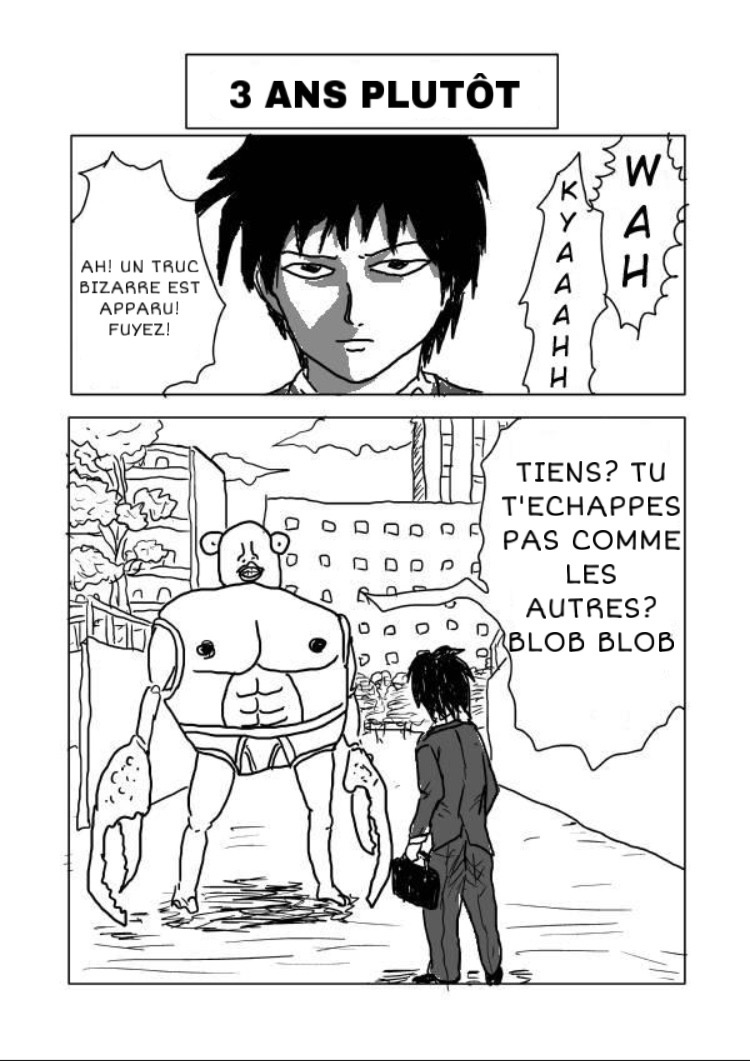 3 ANS PLUTÔT
AH! UN TRUC
BIZARRE EST
APPARU!
FUYEZ!
KYAAAHH
WAH
TIENS? TU
T'ECHAPPES
PAS COMME
LES
AUTRES?
BLOB BLOB